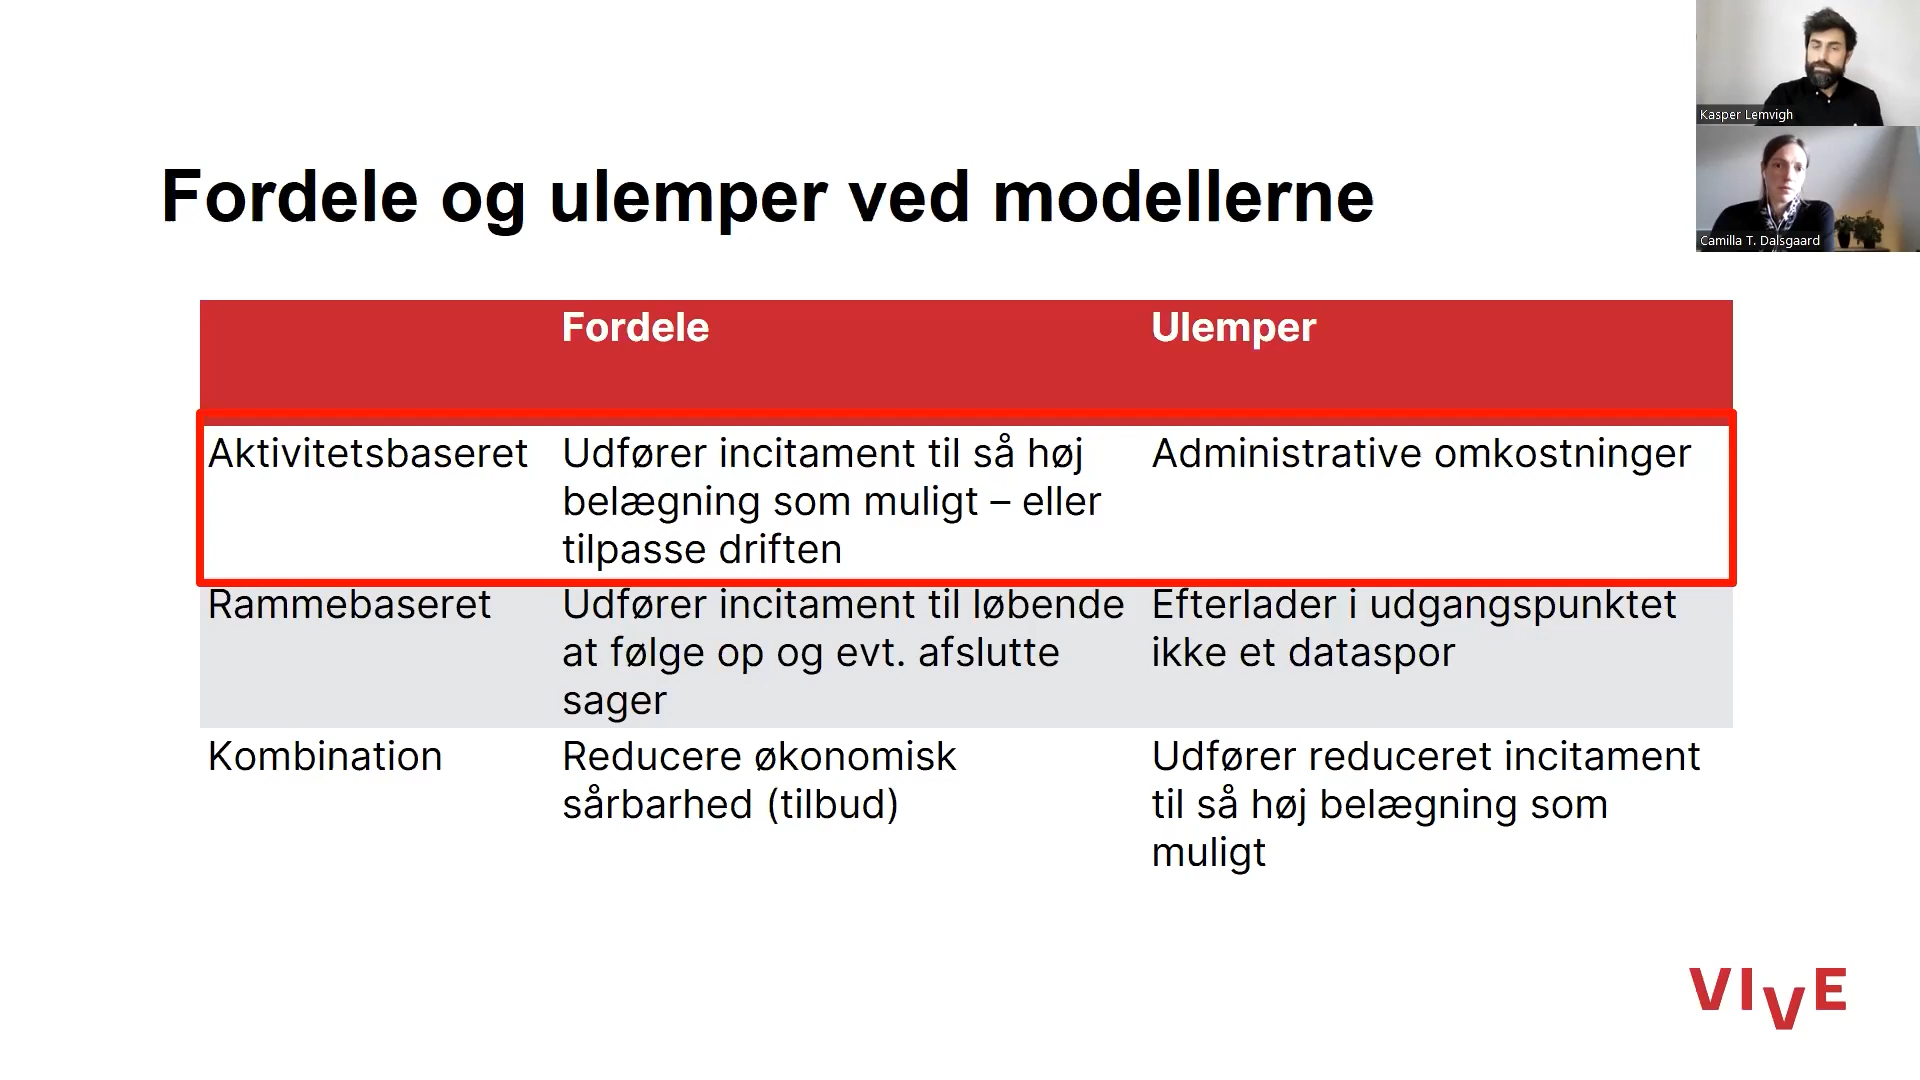 Kasper Lemvigh
Camilla T. Dalsgaard
Fordele og ulemper ved modellerne
Fordele
Ulemper
Aktivitetsbaseret
Udfører incitament til så høj
belægning som muligt – eller
tilpasse driften
Administrative omkostninger
Rammebaseret
Udfører incitament til løbende
at følge op og evt. afslutte
sager
Efterlader i udgangspunktet
ikke et dataspor
Kombination
Reducere økonomisk
sårbarhed (tilbud)
Udfører reduceret incitament
til så høj belægning som
muligt
VIVE